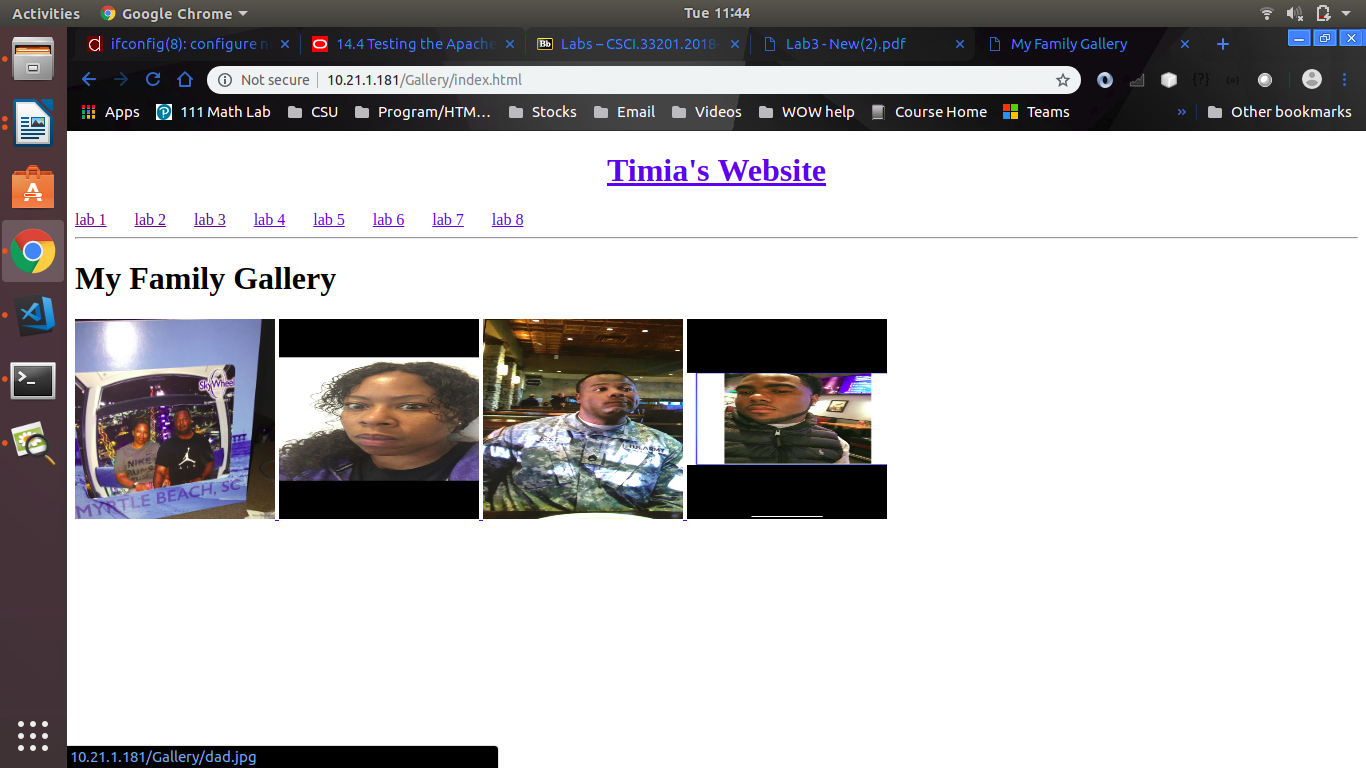 Activities Google Chrome Tue 11:44
ifconfig(8): configure n 14.4 Testing the Apache Bb Labs – CSCI.33201.2018- Lab3 - New(2).pdf My Family Gallery
Not secure 10.21.1.181/Gallery/index.html
Apps 111 Math Lab CSU Program/HTM... Stocks Email Videos WOW help Course Home Teams » Other bookmarks
Timia's Website
lab 1 lab 2 lab 3 lab 4 lab 5 lab 6 lab 7 lab 8
My Family Gallery
SkyWheel
NIKE
MYRTLE BEACH, SC
U.S. ARMY
10.21.1.181/Gallery/dad.jpg